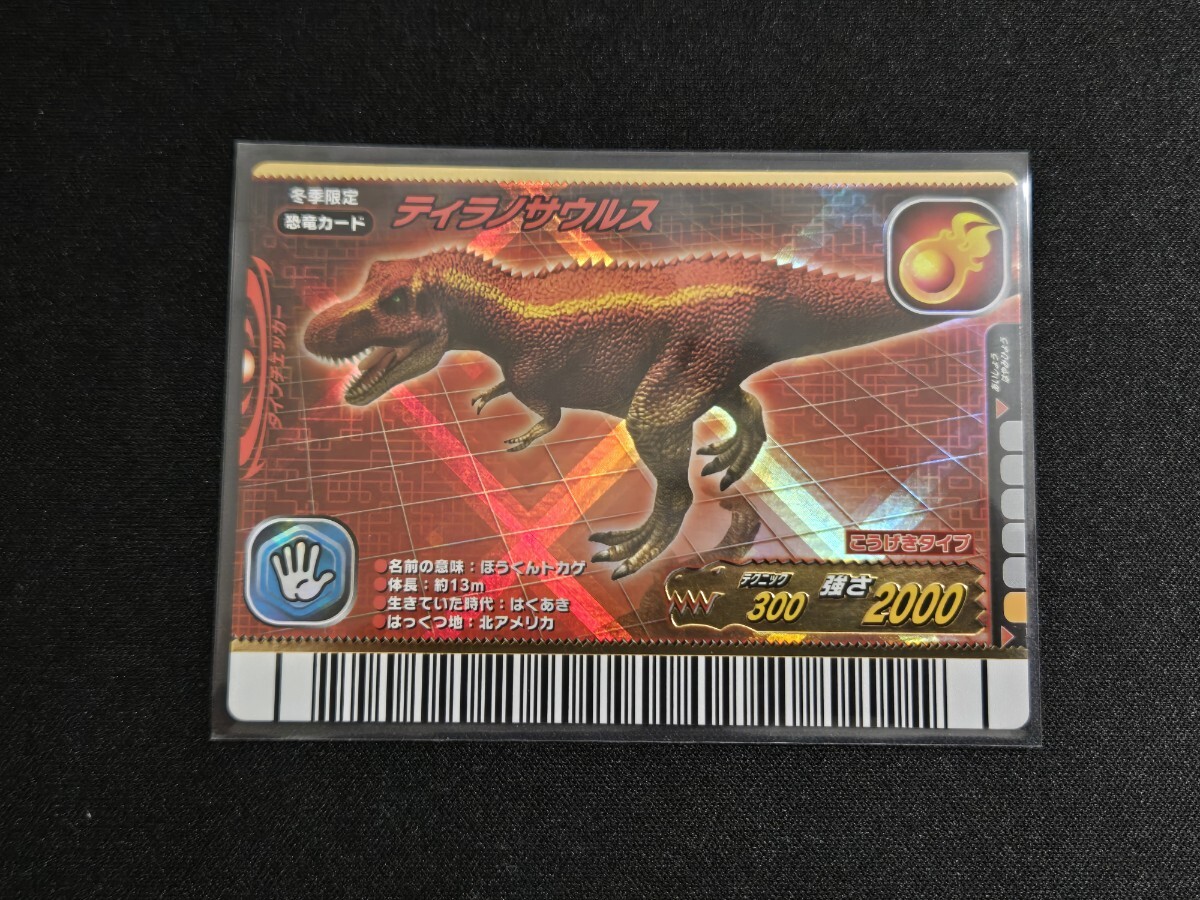 冬季限定
恐竜カード
ティラノサウルス
タイプチェッカー
こうげきタイプ
●名前の意味：ぼうくんトカゲ
●体長：約13m
●生きていた時代：はくあき
●はっくつ地：北アメリカ
テクニック
300
強さ
2000